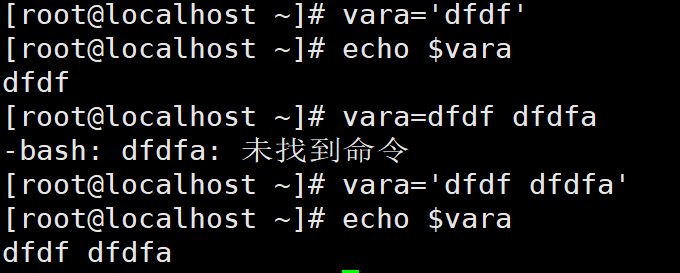 [root@localhost ~]# vara='dfdf'
[root@localhost ~]# echo $vara
dfdf
[root@localhost ~]# vara=dfdf dfdfa
-bash: dfdfa: 未找到命令
[root@localhost ~]# vara='dfdf dfdfa'
[root@localhost ~]# echo $vara
dfdf dfdfa